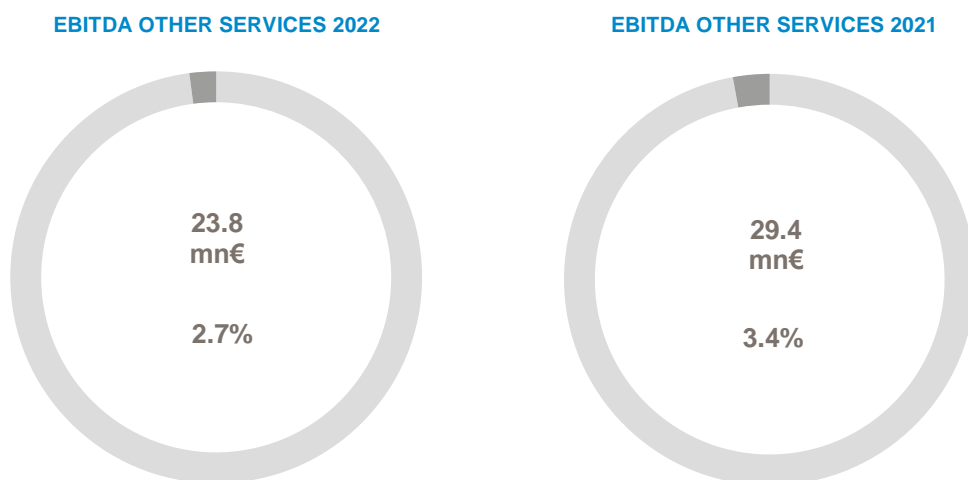 EBITDA OTHER SERVICES 2022
23.8
mn€
2.7%
EBITDA OTHER SERVICES 2021
29.4
mn€
3.4%